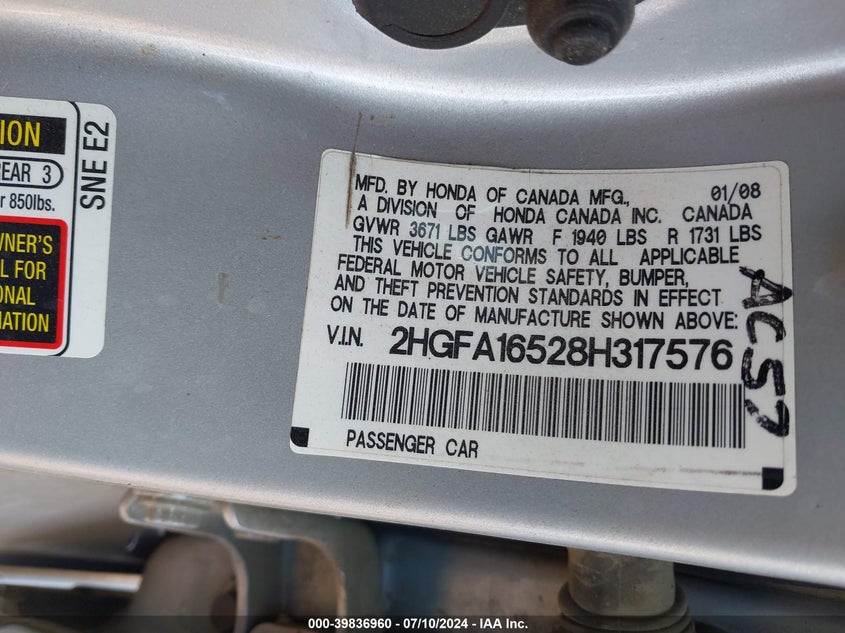 ION
REAR 3
r 850lbs.
WNER'S
L FOR
ONAL
MATION
SNE E2
MFD. BY HONDA OF CANADA MFG., 01/08
A DIVISION OF HONDA CANADA INC. CANADA
GVWR 3671 LBS GAWR F 1940 LBS R 1731 LBS
THIS VEHICLE CONFORMS TO ALL APPLICABLE
FEDERAL MOTOR VEHICLE SAFETY, BUMPER,
AND THEFT PREVENTION STANDARDS IN EFFECT
ON THE DATE OF MANUFACTURE SHOWN ABOVE:
V.I.N. 2HGFA16528H317576
PASSENGER CAR
AC57
000-39836960 — 07/10/2024 — IAA Inc.